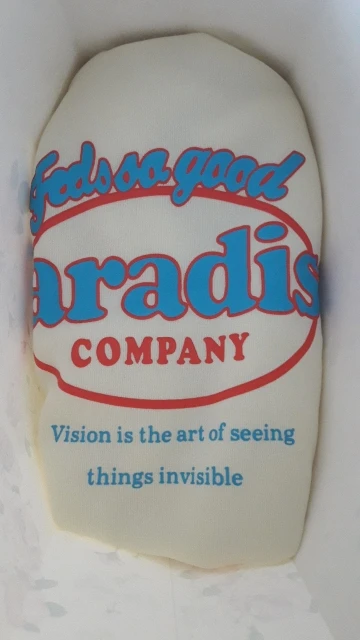 Feels so good
aradis
COMPANY
Vision is the art of seeing
things invisible